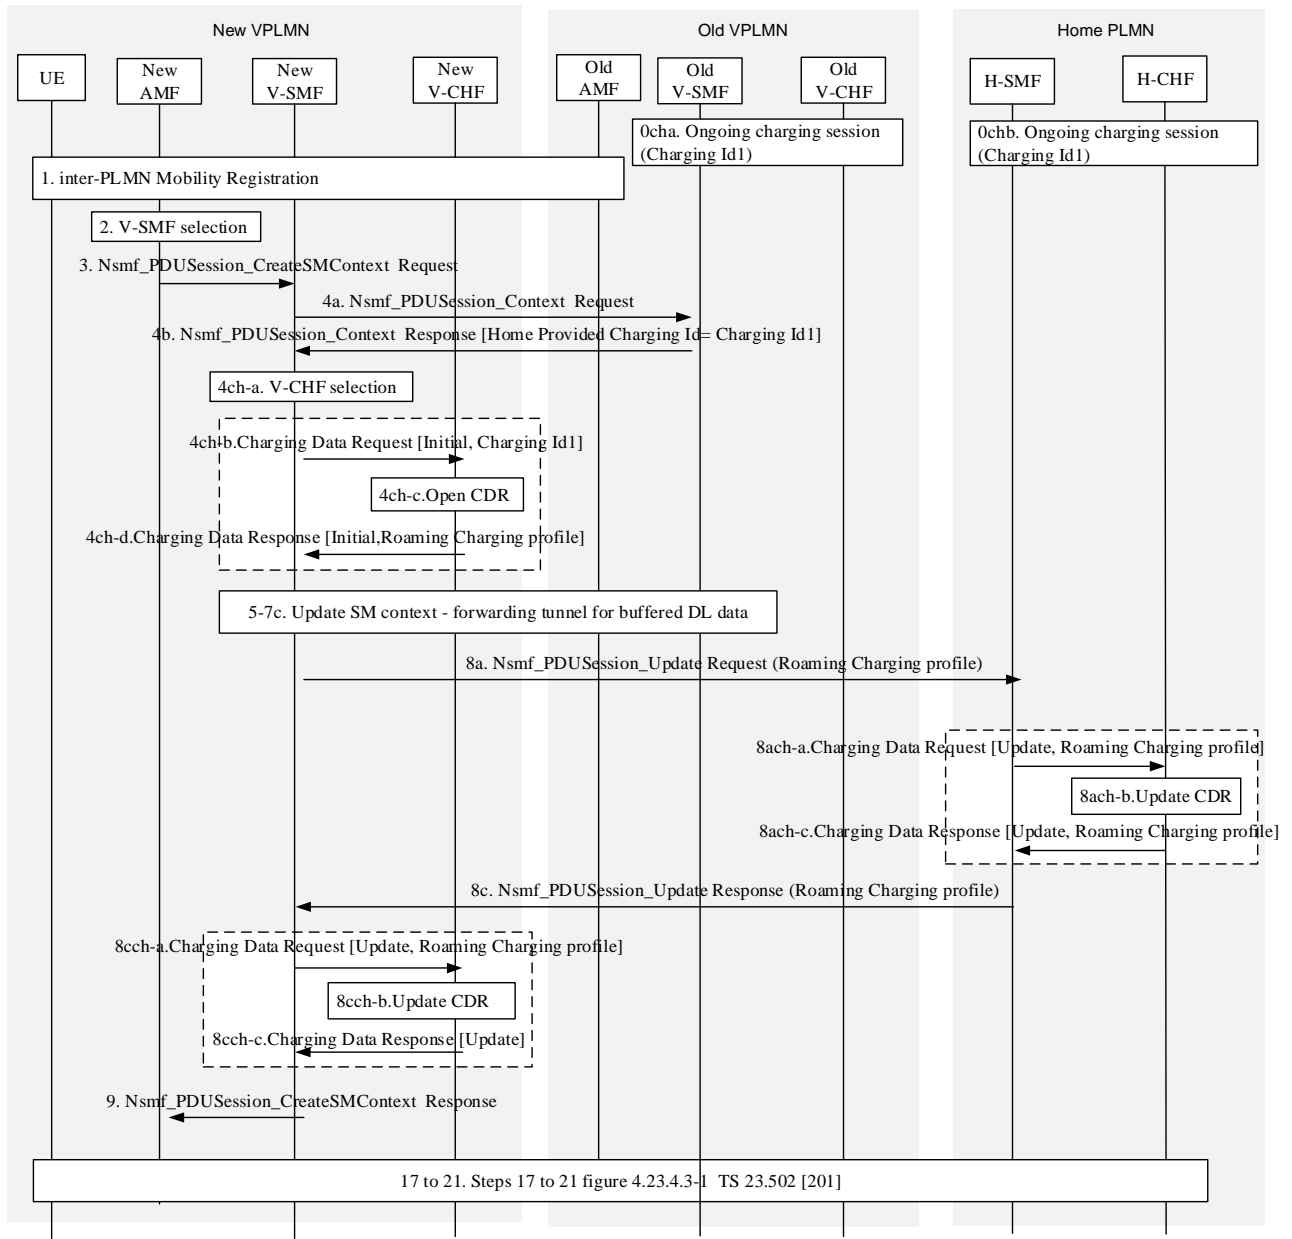 New VPLMN
Old VPLMN
Home PLMN
UE
New
AMF
New
V-SMF
New
V-CHF
Old
AMF
Old
V-SMF
Old
V-CHF
H-SMF
H-CHF
0cha. Ongoing charging session
(Charging Id1)
0chb. Ongoing charging session
(Charging Id1)
1. inter-PLMN Mobility Registration
2. V-SMF selection
3. Nsmf_PDUSession_CreateSMContext Request
4a. Nsmf_PDUSession_Context Request
4b. Nsmf_PDUSession_Context Response [Home Provided Charging Id= Charging Id1]
4ch-a. V-CHF selection
4ch-b.Charging Data Request [Initial, Charging Id1]
4ch-c.Open CDR
4ch-d.Charging Data Response [Initial,Roaming Charging profile]
5-7c. Update SM context - forwarding tunnel for buffered DL data
8a. Nsmf_PDUSession_Update Request (Roaming Charging profile)
8ach-a.Charging Data Request [Update, Roaming Charging profile]
8ach-b.Update CDR
8ach-c.Charging Data Response [Update, Roaming Charging profile]
8c. Nsmf_PDUSession_Update Response (Roaming Charging profile)
8cch-a.Charging Data Request [Update, Roaming Charging profile]
8cch-b.Update CDR
8cch-c.Charging Data Response [Update]
9. Nsmf_PDUSession_CreateSMContext Response
17 to 21. Steps 17 to 21 figure 4.23.4.3-1 TS 23.502 [201]